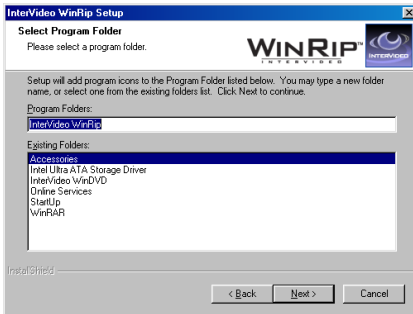 InterVideo WinRip Setup
Select Program Folder
Please select a program folder.
WINRIP™
INTERVIDEO
INTERVIDEO
Setup will add program icons to the Program Folder listed below. You may type a new folder
name, or select one from the existing folders list. Click Next to continue.
Program Folders:
InterVideo WinRip
Existing Folders:
Accessories
Intel Ultra ATA Storage Driver
InterVideo WinDVD
Online Services
StartUp
WinRAR
InstallShield
< Back
Next >
Cancel